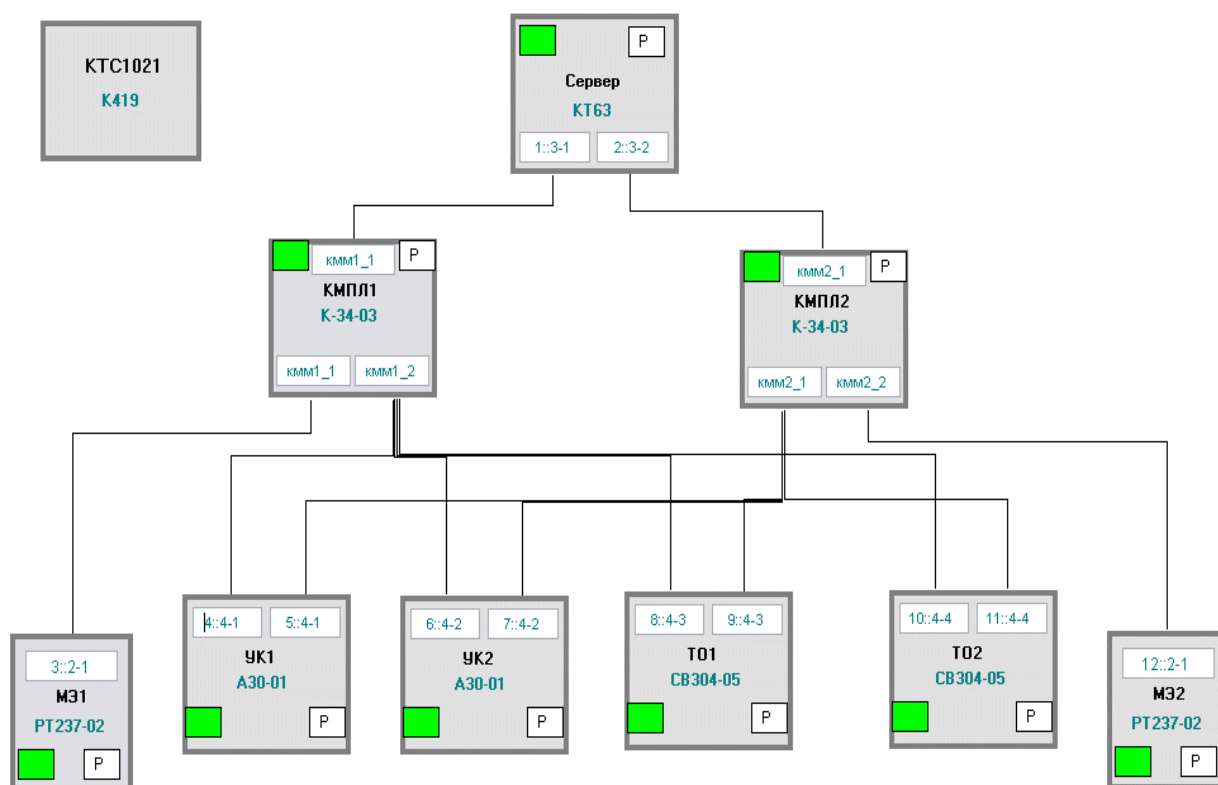 КТС1021
К419
Р
Сервер
КТ63
1::3-1
2::3-2
кмм1_1
Р
КМПЛ1
К-34-03
кмм1_1
кмм1_2
кмм2_1
Р
КМПЛ2
К-34-03
кмм2_1
кмм2_2
3::2-1
МЭ1
РТ237-02
Р
4::4-1
5::4-1
УК1
А30-01
Р
6::4-2
7::4-2
УК2
А30-01
Р
8::4-3
9::4-3
ТО1
СВ304-05
Р
10::4-4
11::4-4
ТО2
СВ304-05
Р
12::2-1
МЭ2
РТ237-02
Р